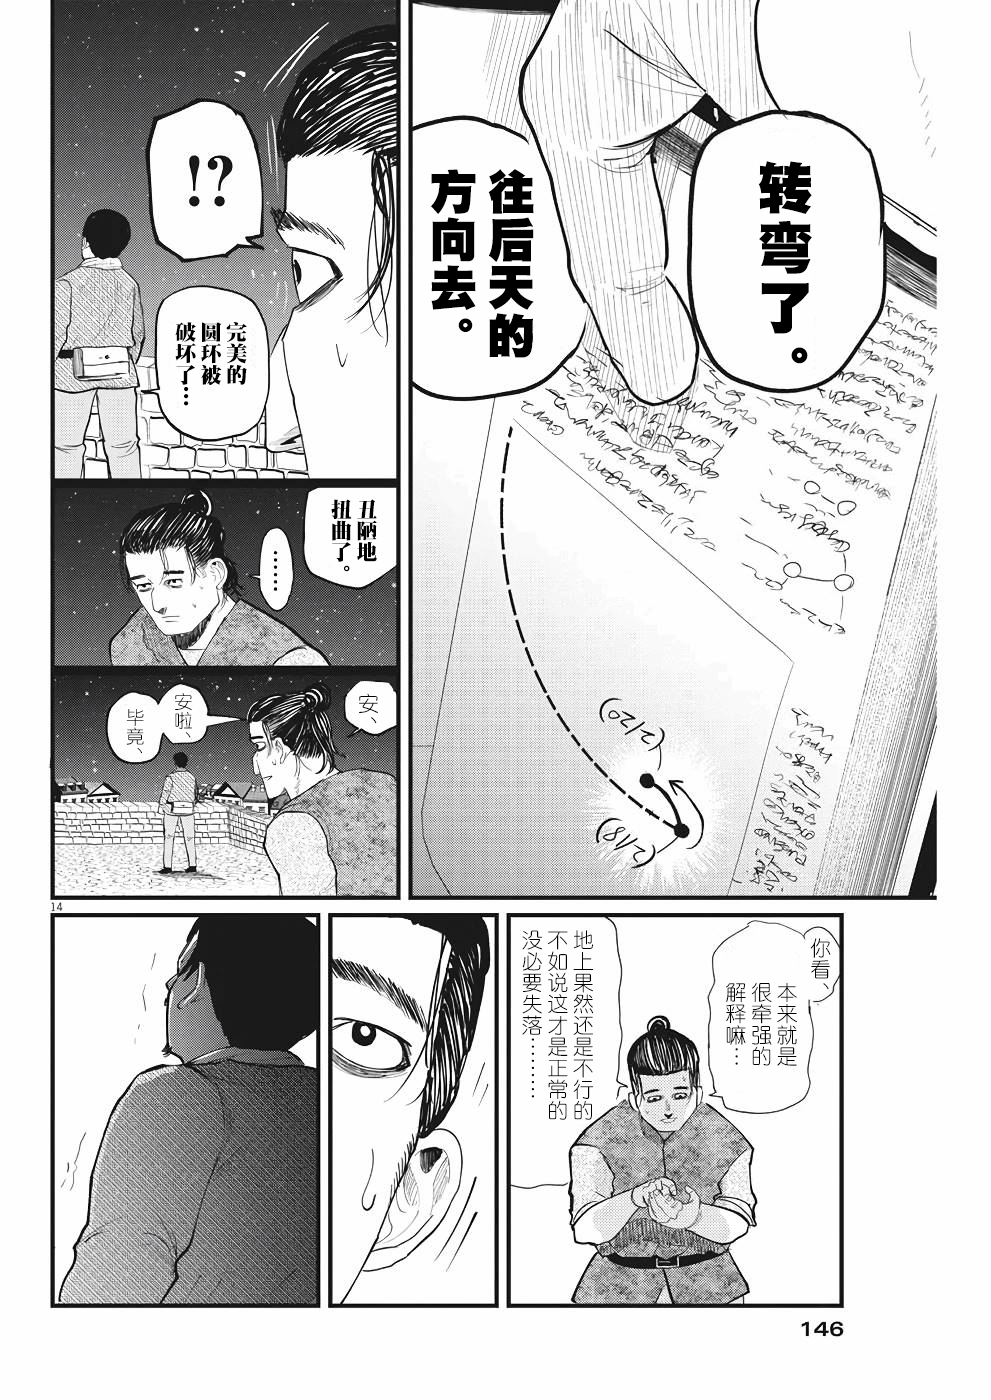 转弯了。
往后天的
方向去。
(2/20)
(2/18)
!?
完美的
圆环被
破坏了…
丑陋地
扭曲了。
……
安、
安啦、
毕竟、
14
你看、
本来就是
很牵强的
解释嘛…
地上果然还是不行的
不如说这才是正常的
没必要失落………
146